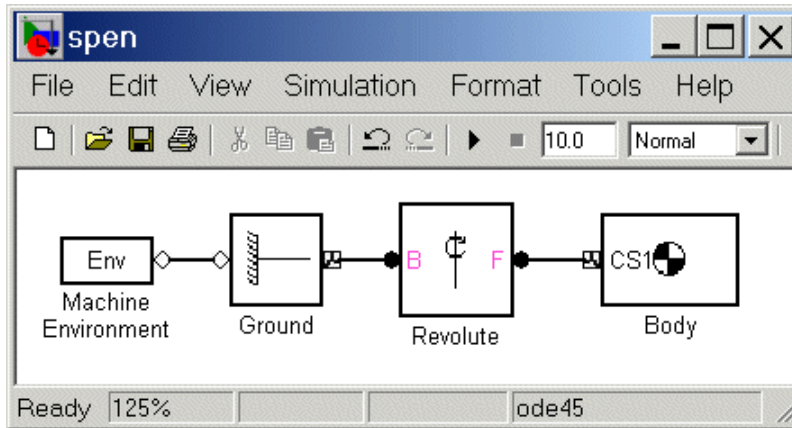 spen
File Edit View Simulation Format Tools Help
10.0 Normal
Env B F CS1
Machine
Environment
Ground
Revolute
Body
Ready 125% ode45